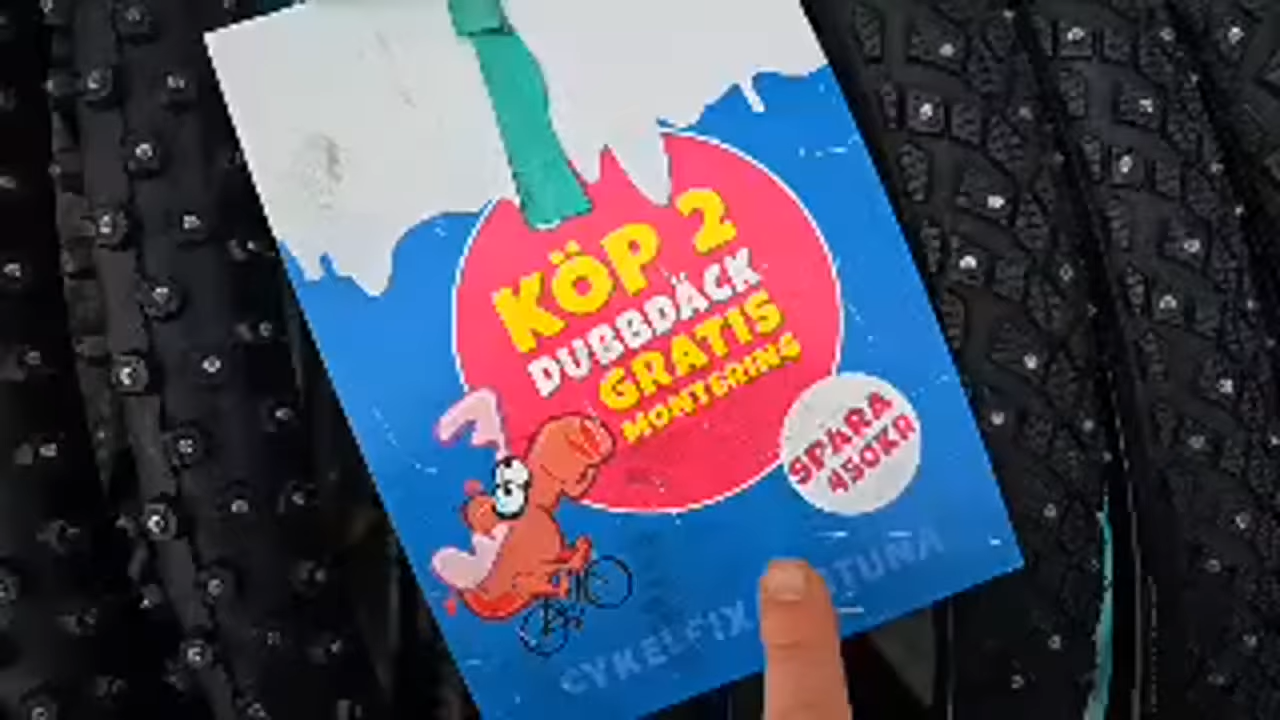 KÖP 2
DUBBDÄCK
GRATIS
MONTERING
SPARA
450KR
CYKELFIX